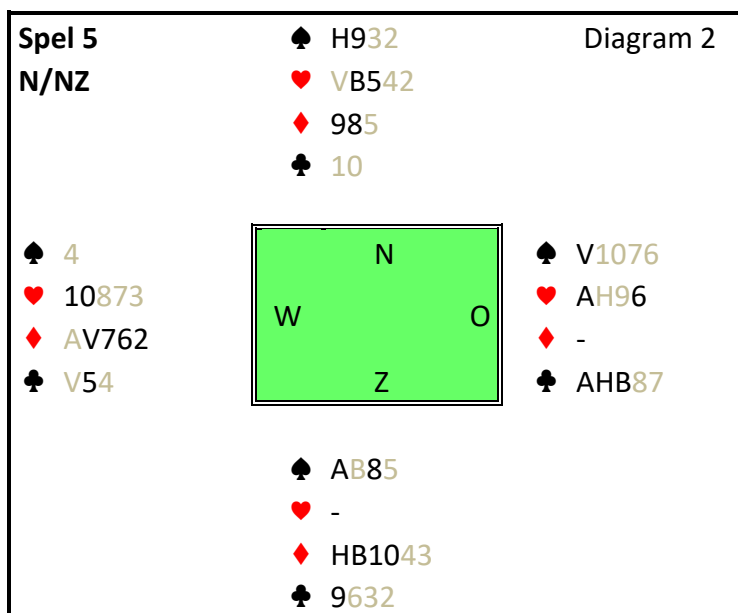 Spel 5 ♠ H932 Diagram 2
N/NZ ♥ VB542
♦ 985
♣ 10
♠ 4 N ♠ V1076
♥ 10873 W O ♥ AH96
♦ AV762 ♦ -
♣ V54 Z ♣ AHB87
♠ AB85
♥ -
♦ HB1043
♣ 9632